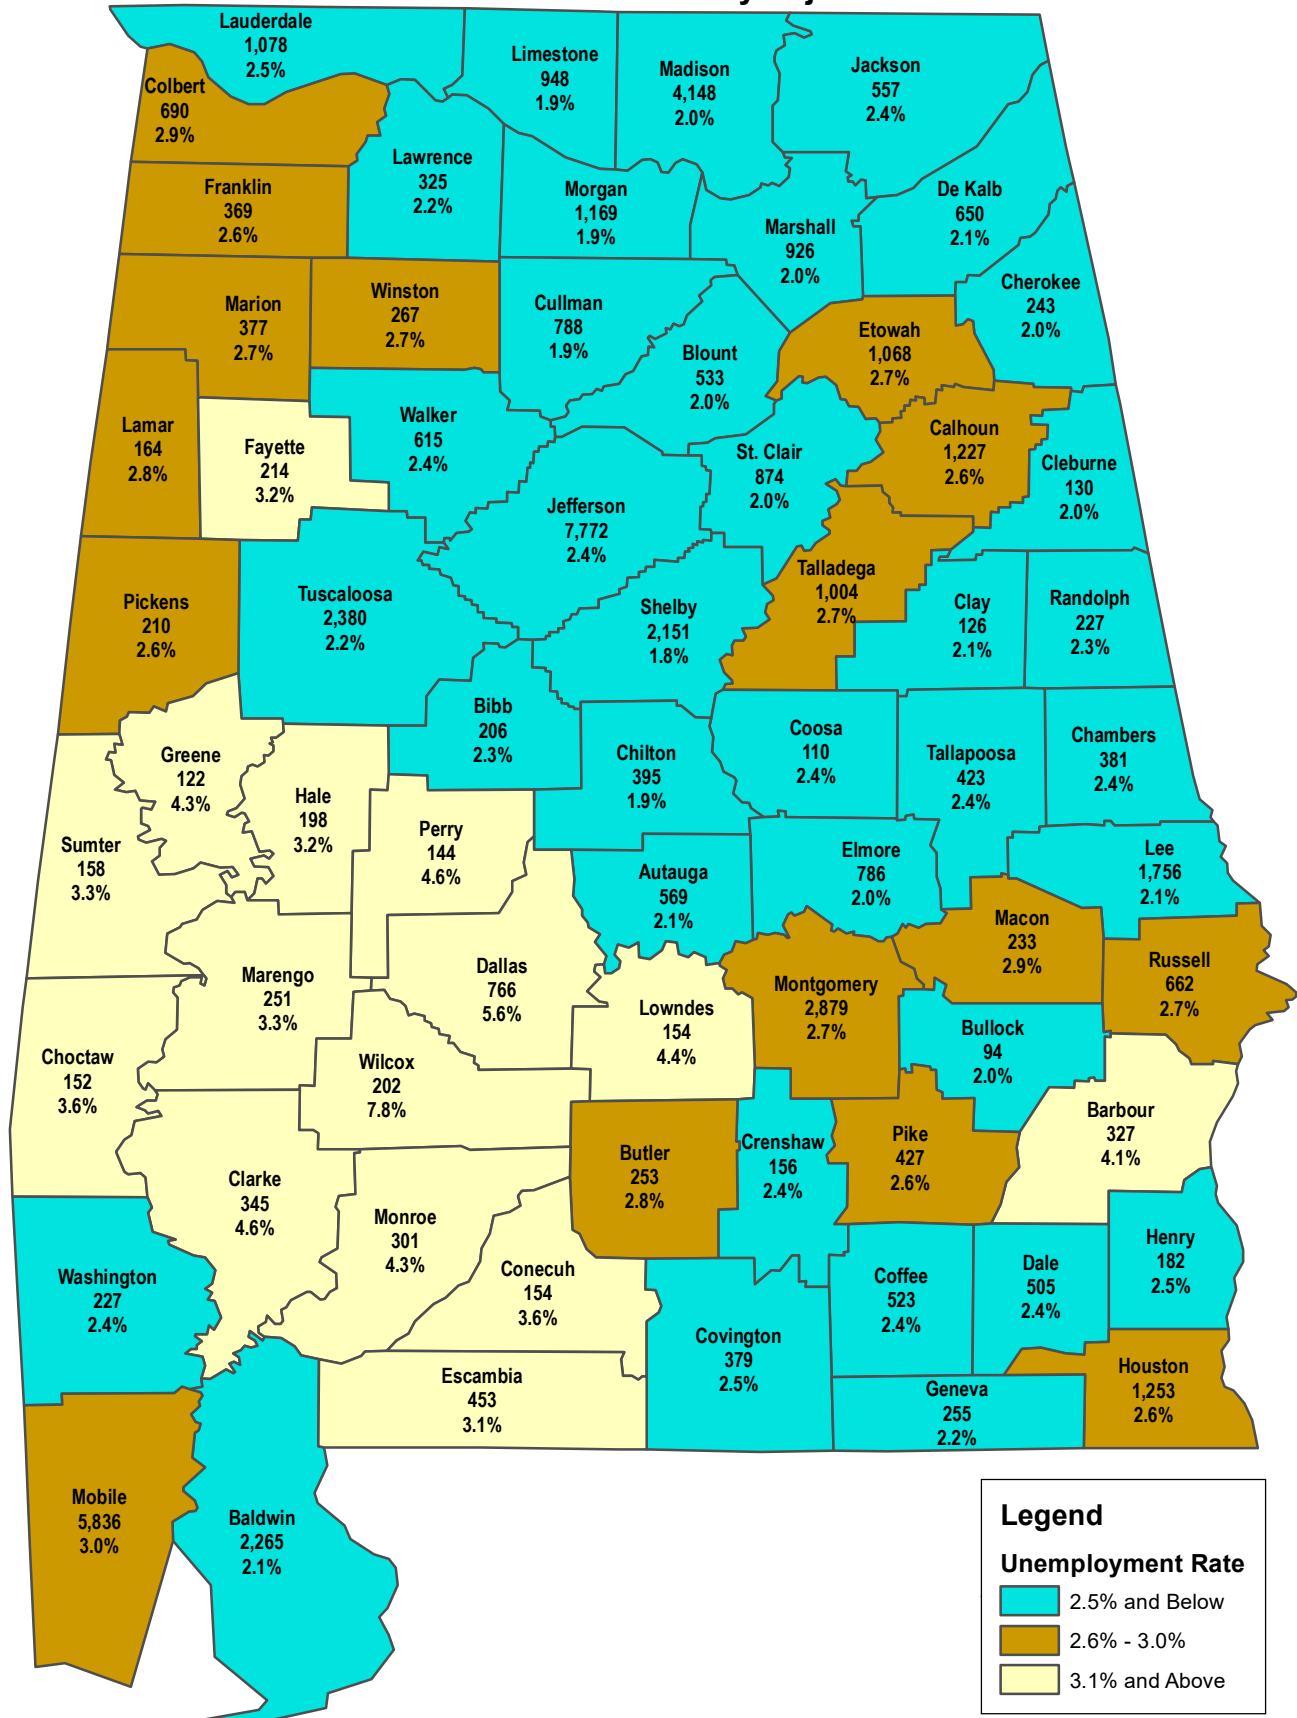 Lauderdale
1,078
2.5%
Limestone
948
1.9%
Madison
4,148
2.0%
Jackson
557
2.4%
Colbert
690
2.9%
Lawrence
325
2.2%
Franklin
369
2.6%
Morgan
1,169
1.9%
De Kalb
650
2.1%
Marshall
926
2.0%
Cherokee
243
2.0%
Marion
377
2.7%
Winston
267
2.7%
Cullman
788
1.9%
Etowah
1,068
2.7%
Blount
533
2.0%
Lamar
164
2.8%
Walker
615
2.4%
Fayette
214
3.2%
St. Clair
874
2.0%
Calhoun
1,227
2.6%
Cleburne
130
2.0%
Jefferson
7,772
2.4%
Talladega
1,004
2.7%
Pickens
210
2.6%
Tuscaloosa
2,380
2.2%
Shelby
2,151
1.8%
Clay
126
2.1%
Randolph
227
2.3%
Bibb
206
2.3%
Greene
122
4.3%
Chilton
395
1.9%
Coosa
110
2.4%
Tallapoosa
423
2.4%
Chambers
381
2.4%
Hale
198
3.2%
Perry
144
4.6%
Sumter
158
3.3%
Autauga
569
2.1%
Elmore
786
2.0%
Lee
1,756
2.1%
Macon
233
2.9%
Marengo
251
3.3%
Dallas
766
5.6%
Lowndes
154
4.4%
Montgomery
2,879
2.7%
Russell
662
2.7%
Bullock
94
2.0%
Choctaw
152
3.6%
Wilcox
202
7.8%
Barbour
327
4.1%
Butler
253
2.8%
Crenshaw
156
2.4%
Pike
427
2.6%
Clarke
345
4.6%
Monroe
301
4.3%
Conecuh
154
3.6%
Henry
182
2.5%
Washington
227
2.4%
Coffee
523
2.4%
Dale
505
2.4%
Covington
379
2.5%
Escambia
453
3.1%
Houston
1,253
2.6%
Geneva
255
2.2%
Mobile
5,836
3.0%
Baldwin
2,265
2.1%
Legend
Unemployment Rate
2.5% and Below
2.6% - 3.0%
3.1% and Above